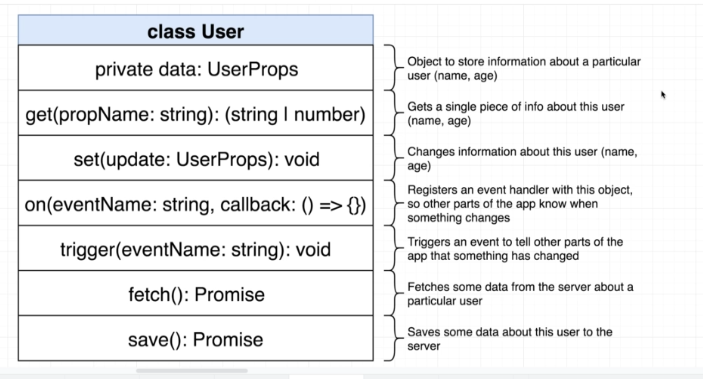 class User
private data: UserProps
Object to store information about a particular
user (name, age)
get(propName: string): (string | number)
Gets a single piece of info about this user
(name, age)
set(update: UserProps): void
Changes information about this user (name,
age)
on(eventName: string, callback: () => {})
Registers an event handler with this object,
so other parts of the app know when
something changes
trigger(eventName: string): void
Triggers an event to tell other parts of the
app that something has changed
fetch(): Promise
Fetches some data from the server about a
particular user
save(): Promise
Saves some data about this user to the
server